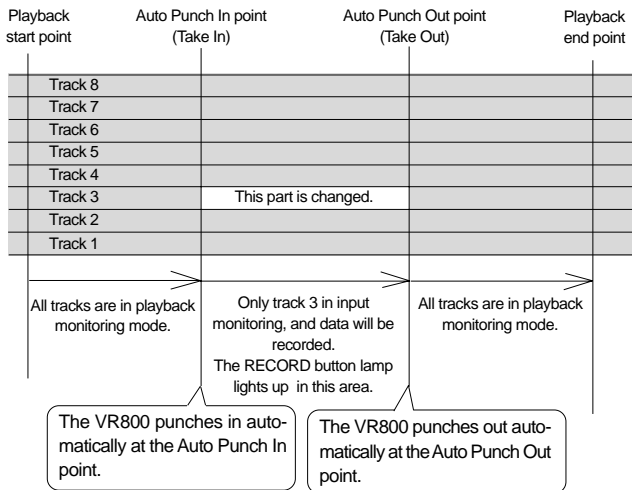 Playback
start point
Auto Punch In point
(Take In)
Auto Punch Out point
(Take Out)
Playback
end point
Track 8
Track 7
Track 6
Track 5
Track 4
Track 3
This part is changed.
Track 2
Track 1
All tracks are in playback
monitoring mode.
Only track 3 in input
monitoring, and data will be
recorded.
The RECORD button lamp
lights up in this area.
All tracks are in playback
monitoring mode.
The VR800 punches in auto-
matically at the Auto Punch In
point.
The VR800 punches out auto-
matically at the Auto Punch Out
point.